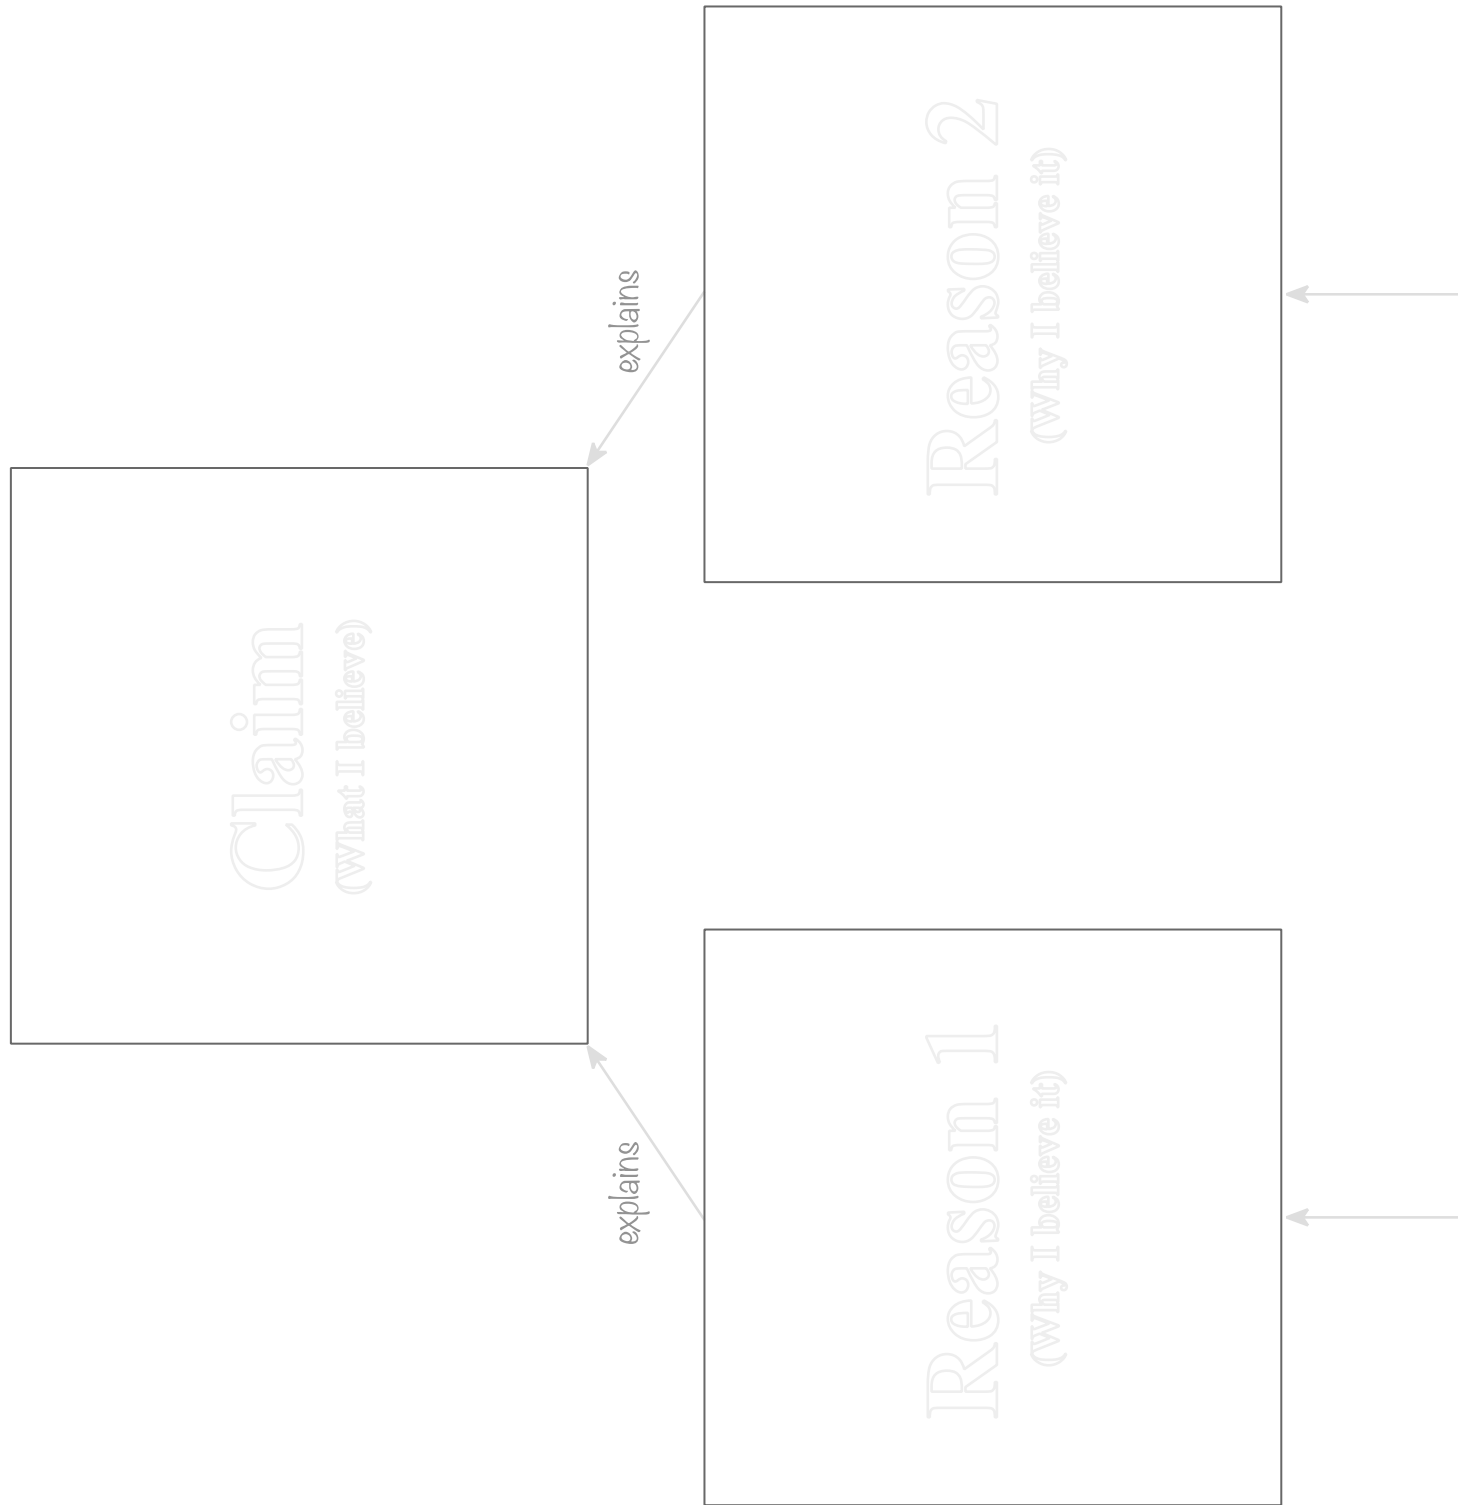 Claim
(What I believe)
explains
explains
Reason 1
(Why I believe it)
Reason 2
(Why I believe it)